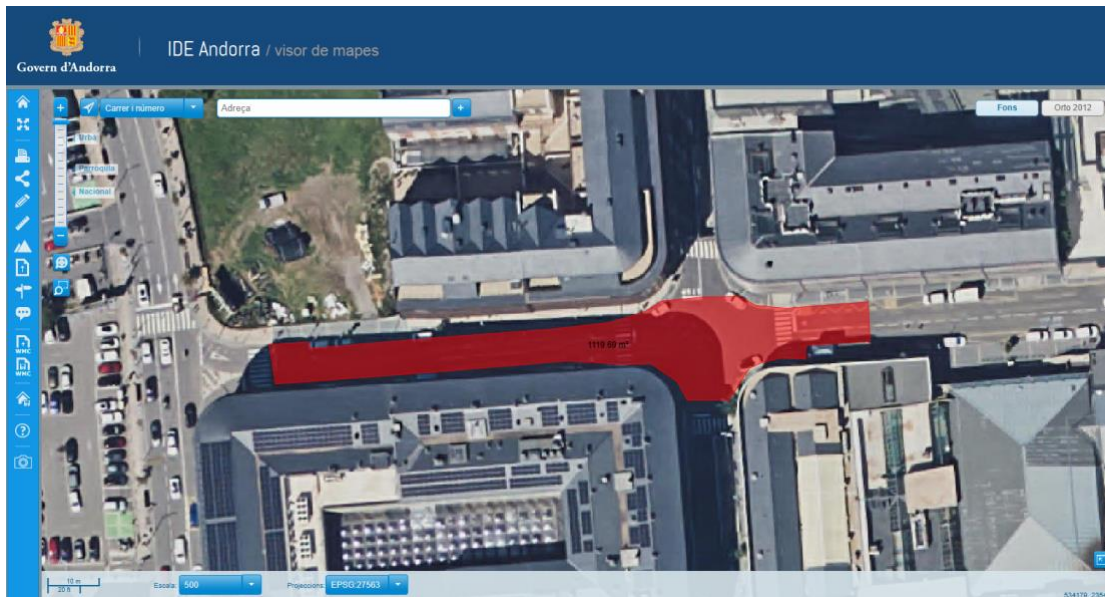 Govern d'Andorra
IDE Andorra / visor de mapes
Carrer i número
Adreça
+
Fons
Orto 2012
+
Urbà
Parròquia
Nacional
−
WMC
WMC
1119.69 m²
10 m
20 ft
Escala: 500
Projeccions: EPSG:27563